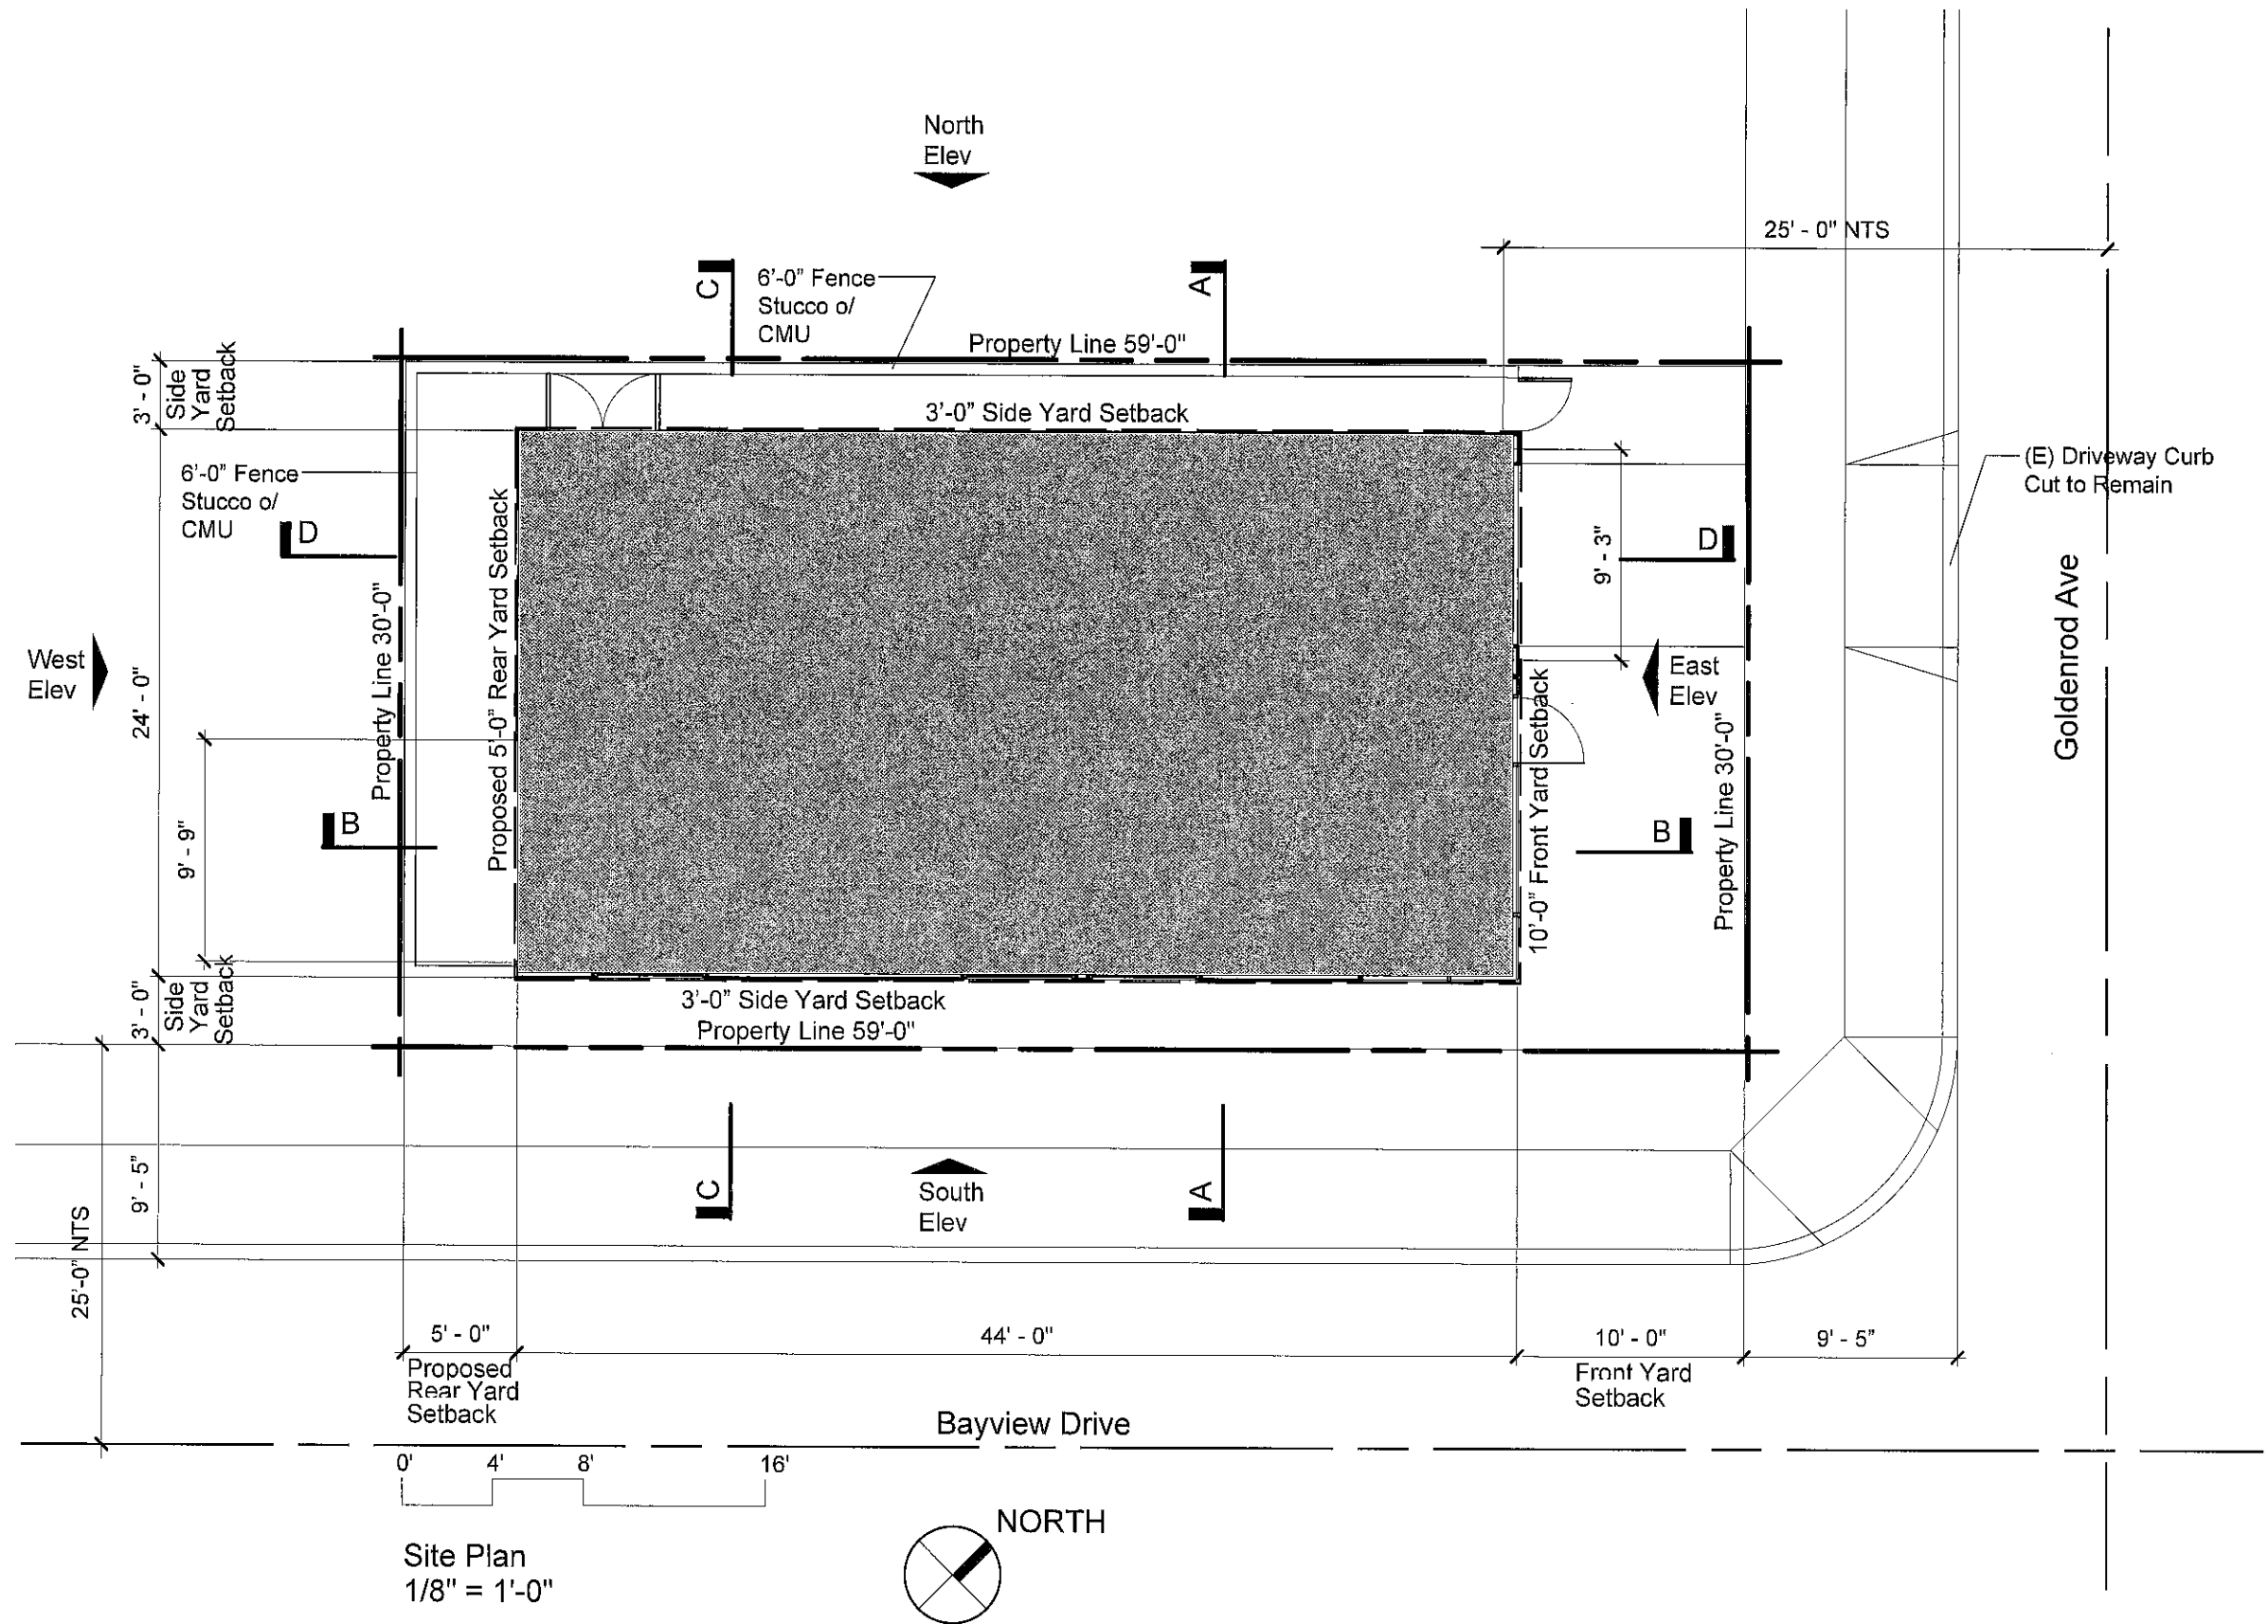 North
Elev
25' - 0" NTS
C
6'-0" Fence
Stucco o/
CMU
A
Property Line 59'-0"
3' - 0"
Side
Yard
Setback
3'-0" Side Yard Setback
6'-0" Fence
Stucco o/
CMU
(E) Driveway Curb
Cut to Remain
D
D
9' - 3"
Proposed 5'-0" Rear Yard Setback
Property Line 30'-0"
West
Elev
24' - 0"
East
Elev
Goldenrod Ave
10'-0" Front Yard Setback
Property Line 30'-0"
B
B
9' - 9"
3' - 0"
Side
Yard
Setback
3'-0" Side Yard Setback
Property Line 59'-0"
9' - 5"
25'-0" NTS
C
South
Elev
A
5' - 0"
44' - 0"
10' - 0"
9' - 5"
Proposed
Rear Yard
Setback
Front Yard
Setback
Bayview Drive
0' 4' 8' 16'
NORTH
Site Plan
1/8" = 1'-0"